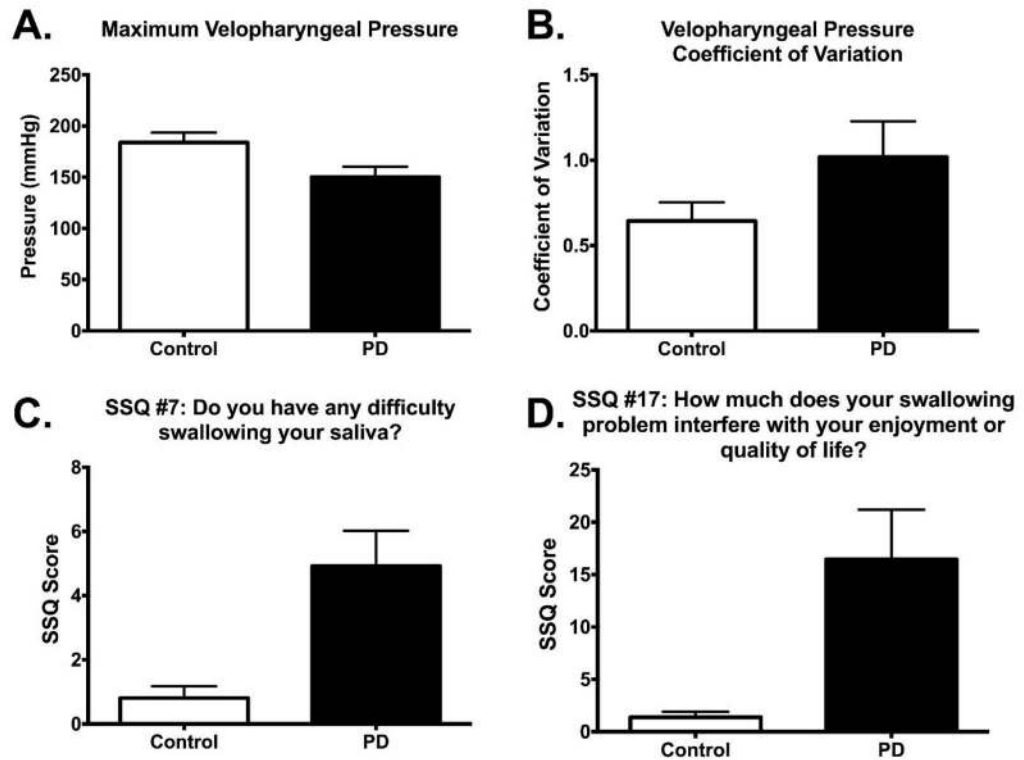 A.
Maximum Velopharyngeal Pressure
Pressure (mmHg)
250
200
150
100
50
0
Control
PD
B.
Velopharyngeal Pressure
Coefficient of Variation
Coefficient of Variation
1.5
1.0
0.5
0.0
Control
PD
C.
SSQ #7: Do you have any difficulty
swallowing your saliva?
SSQ Score
8
6
4
2
0
Control
PD
D.
SSQ #17: How much does your swallowing
problem interfere with your enjoyment or
quality of life?
SSQ Score
25
20
15
10
5
0
Control
PD